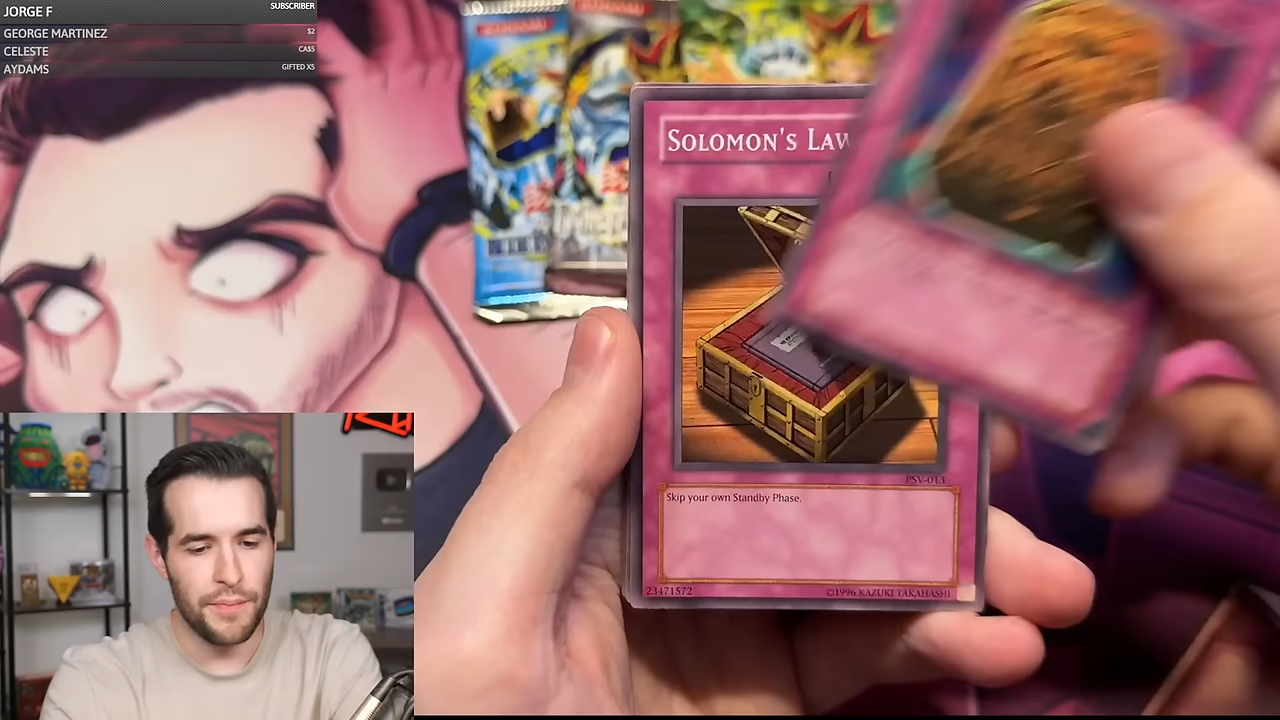 JORGE F SUBSCRIBER
GEORGE MARTINEZ $2
CELESTE CA$5
AYDAMS GIFTED X5
SOLOMON'S LAW
PSV-013
Skip your own Standby Phase.
23471572 ©1996 KAZUKI TAKAHASHI